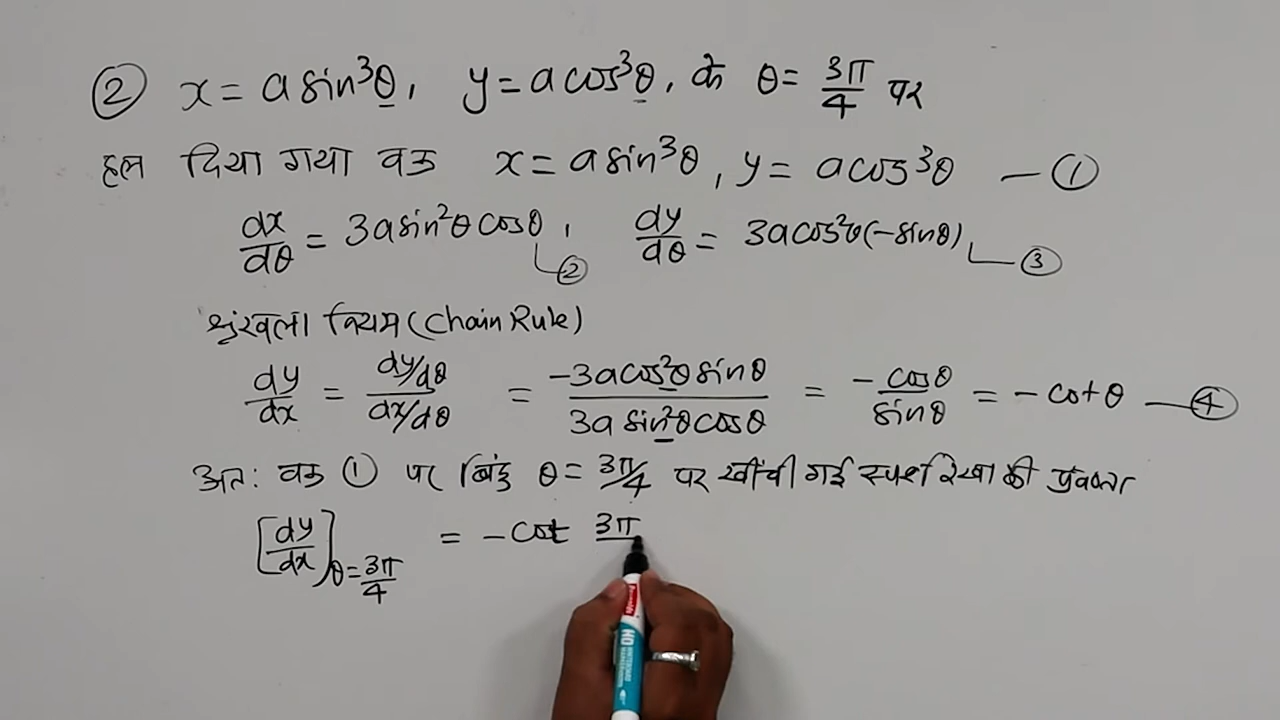 ② x = a sin³θ, y = a cos³θ, के θ = 3π/4 पर
हल दिया गया वक्र x = a sin³θ, y = a cos³θ — ①
dx/dθ = 3a sin²θ cosθ, ② dy/dθ = 3a cos²θ(-sinθ) ③
श्रृंखला नियम (Chain Rule)
dy/dx = (dy/dθ)/(dx/dθ) = (-3a cos²θ sinθ)/(3a sin²θ cosθ) = -cosθ/sinθ = -cotθ — ④
अतः वक्र ① पर बिंदु θ = 3π/4 पर खींची गई स्पर्श रेखा की प्रवणता
[dy/dx]θ=3π/4 = -cot 3π